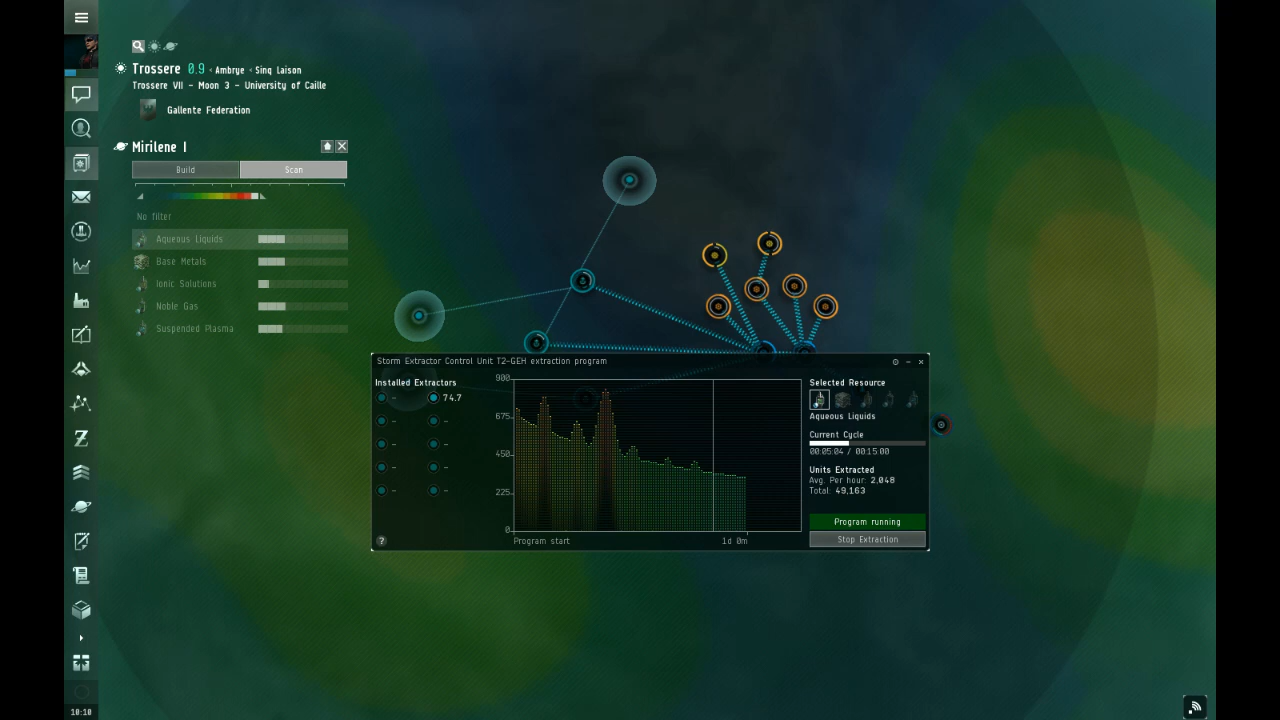 Trossere 0.9 ‹ Ambrye ‹ Sinq Laison
Trossere VII - Moon 3 - University of Caille
Gallente Federation
Mirilene I
Build Scan
No filter
Aqueous Liquids
Base Metals
Ionic Solutions
Noble Gas
Suspended Plasma
Storm Extractor Control Unit T2-GEH extraction program
Installed Extractors
- 74.7
- -
- -
- -
- -
900
675
450
225
0
Program start 1d 0m
Selected Resource
Aqueous Liquids
Current Cycle
00:05:04 / 00:15:00
Units Extracted
Avg. Per hour: 2,048
Total: 49,163
Program running
Stop Extraction
?
10:10